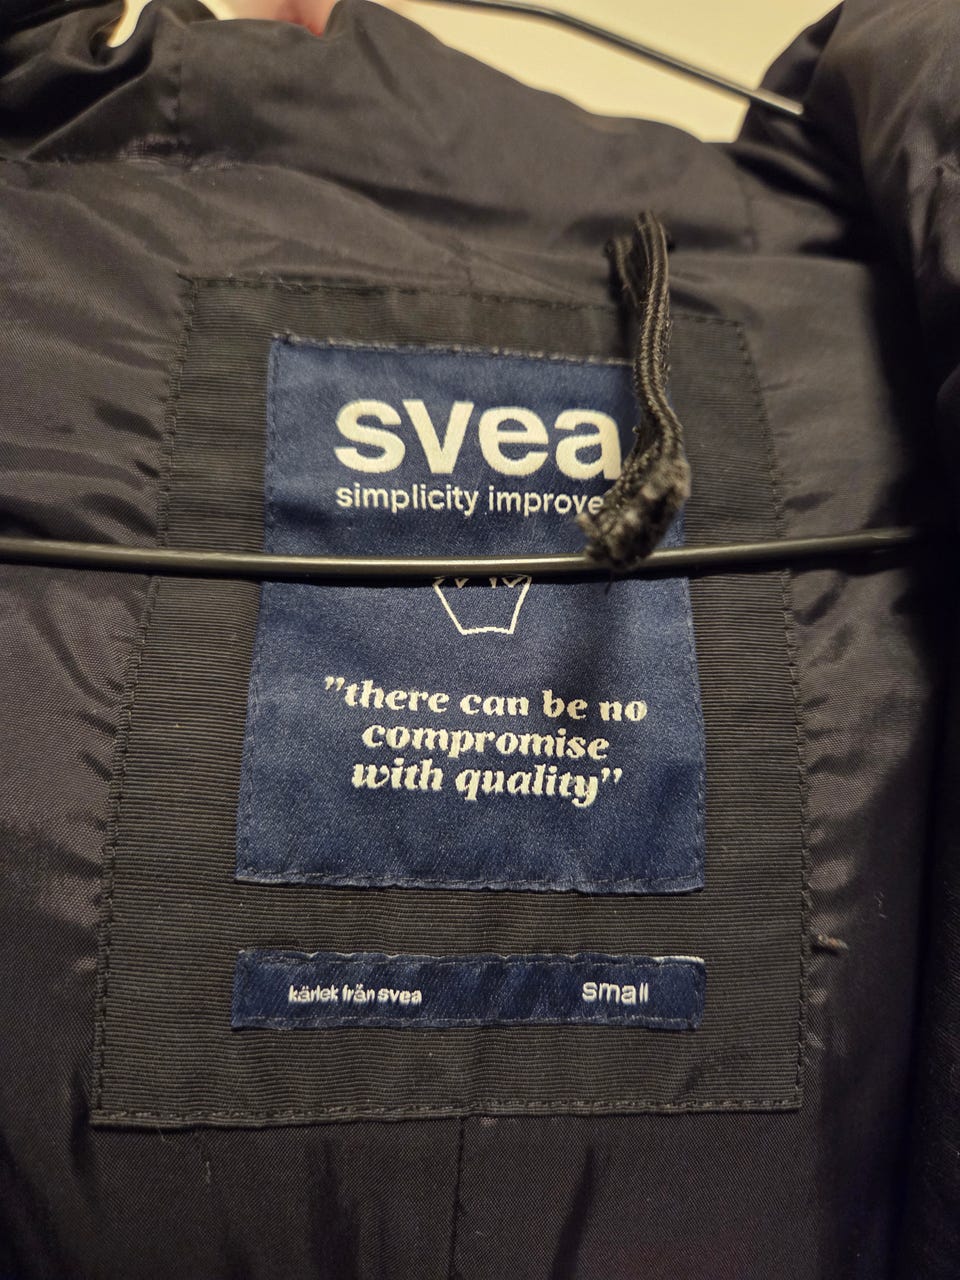 svea
simplicity improve
”there can be no
compromise
with quality”
kärlek från svea
small